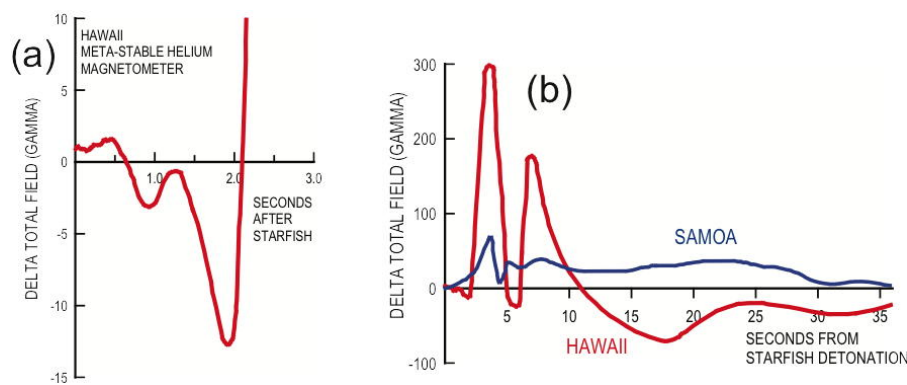 (a)
HAWAII
META-STABLE HELIUM
MAGNETOMETER
DELTA TOTAL FIELD (GAMMA)
10
5
0
-5
-10
-15
1.0
2.0
3.0
SECONDS
AFTER
STARFISH
(b)
DELTA TOTAL FIELD (GAMMA)
300
200
100
0
-100
5
10
15
20
25
30
35
SAMOA
HAWAII
SECONDS FROM
STARFISH DETONATION